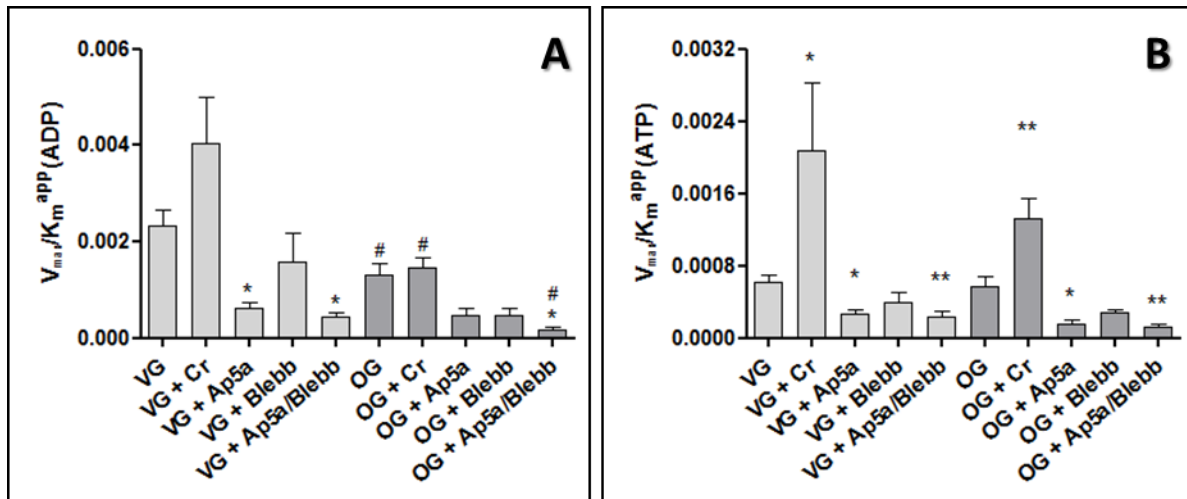 A
0.006
0.004
0.002
0.000
Vmax/Kmapp(ADP)
*
*
#
#
#
*
VG
VG + Cr
VG + Ap5a
VG + Blebb
VG + Ap5a/Blebb
OG
OG + Cr
OG + Ap5a
OG + Blebb
OG + Ap5a/Blebb
B
0.0032
0.0024
0.0016
0.0008
0.0000
Vmax/Kmapp(ATP)
*
*
**
**
*
**
VG
VG + Cr
VG + Ap5a
VG + Blebb
VG + Ap5a/Blebb
OG
OG + Cr
OG + Ap5a
OG + Blebb
OG + Ap5a/Blebb